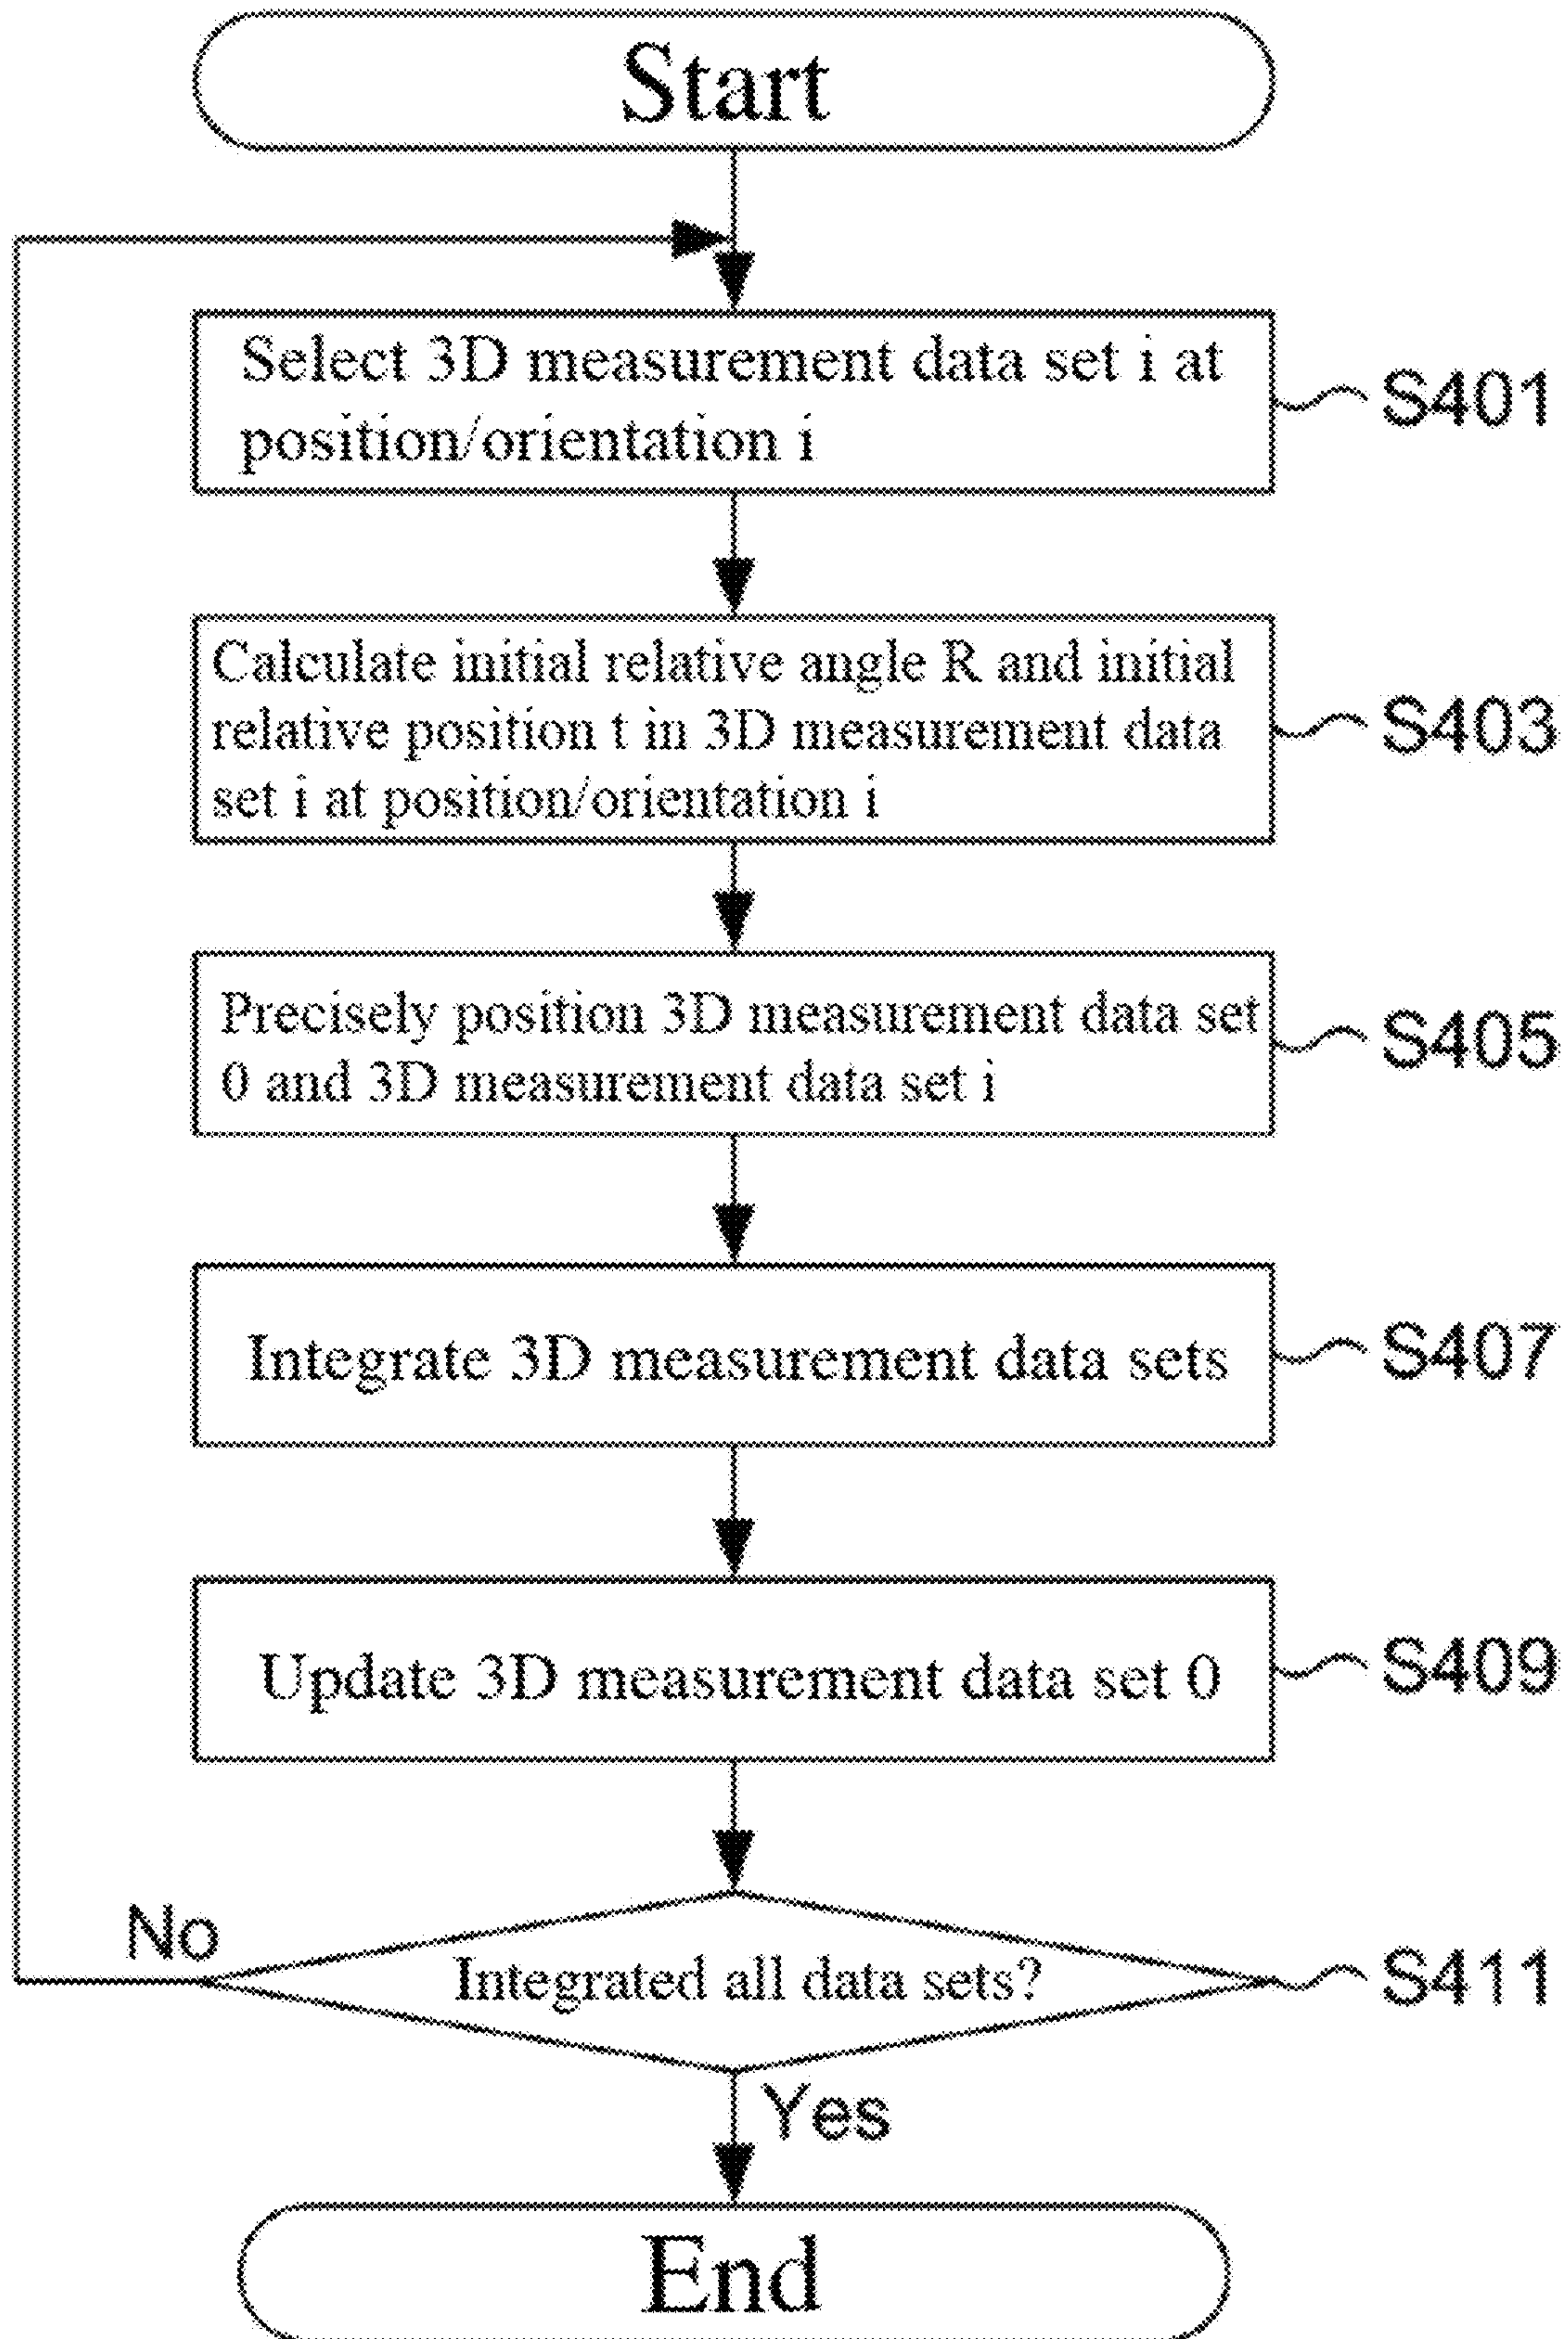 Start
Select 3D measurement data set i at
position/orientation i
S401
Calculate initial relative angle R and initial
relative position t in 3D measurement data
set i at position/orientation i
S403
Precisely position 3D measurement data set
0 and 3D measurement data set i
S405
Integrate 3D measurement data sets
S407
Update 3D measurement data set 0
S409
No
Integrated all data sets?
S411
Yes
End